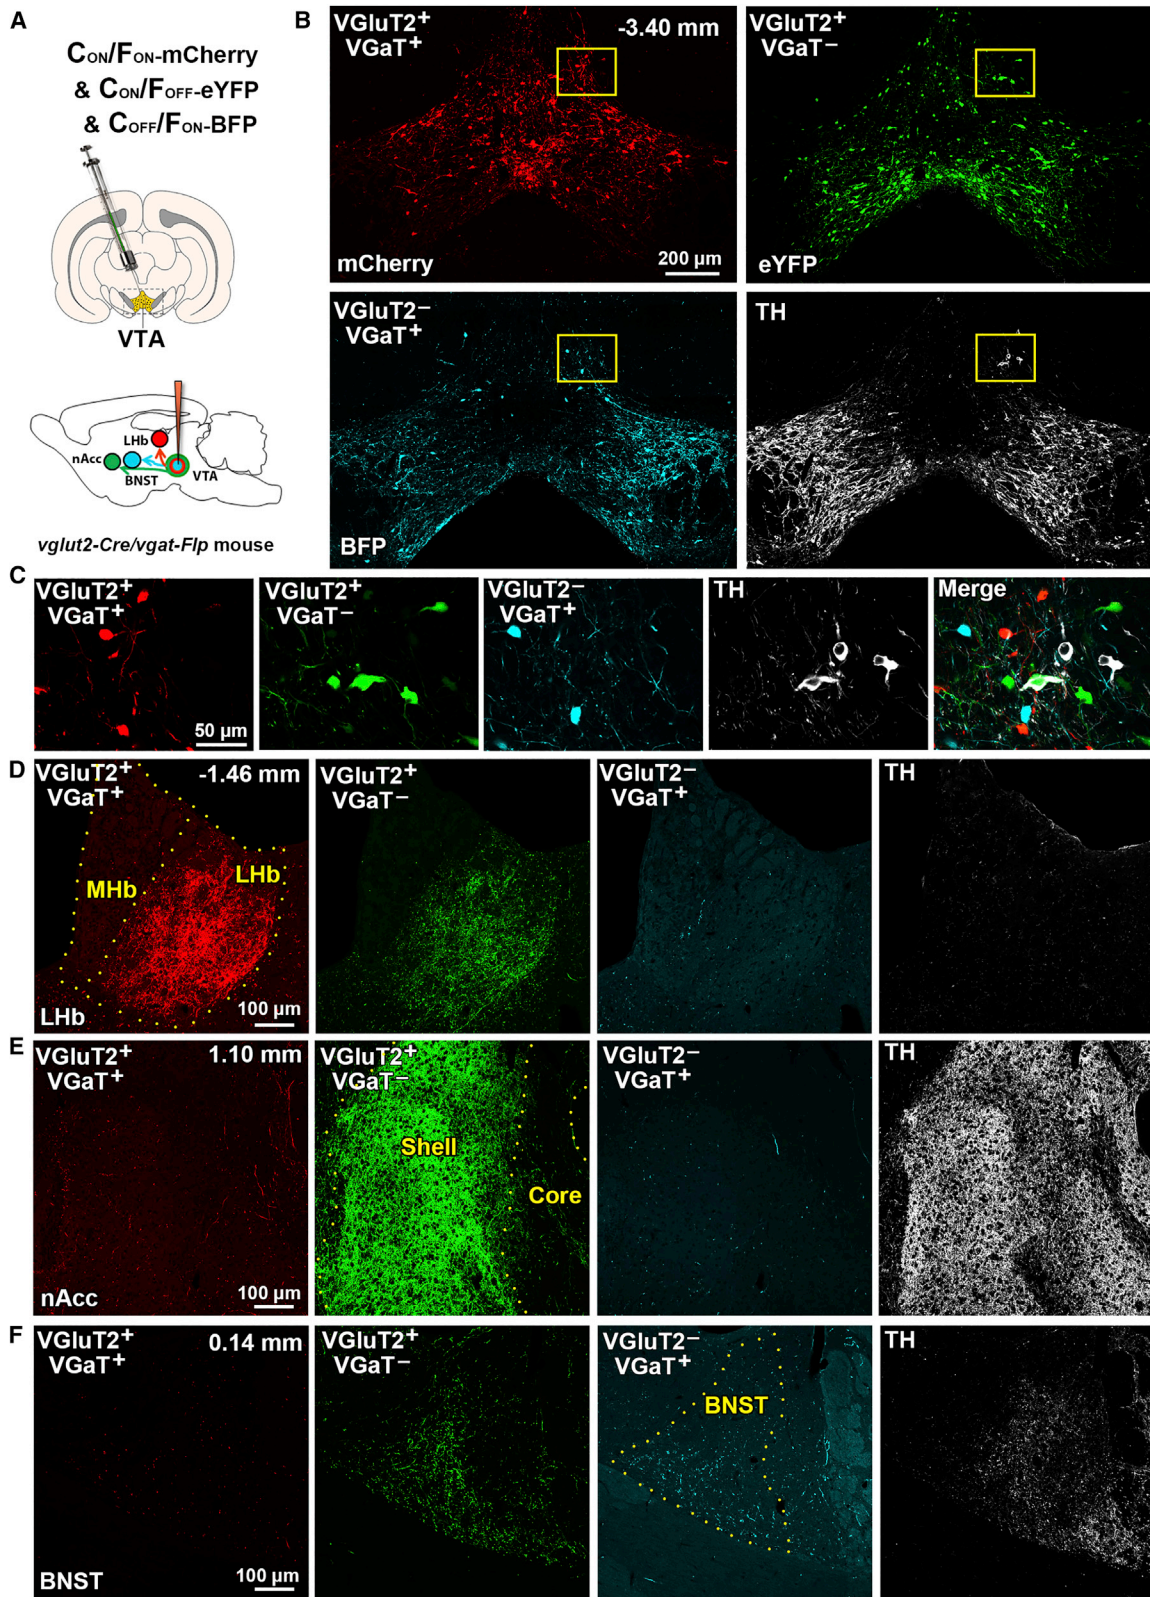 A
CON/FON-mCherry
& CON/FOFF-eYFP
& COFF/FON-BFP
VTA
LHb
nAcc
BNST
VTA
vglut2-Cre/vgat-Flp mouse
B
VGluT2+
VGaT+
-3.40 mm
mCherry
200 µm
VGluT2+
VGaT−
eYFP
VGluT2−
VGaT+
BFP
TH
C
VGluT2+
VGaT+
50 µm
VGluT2+
VGaT−
VGluT2−
VGaT+
TH
Merge
D
VGluT2+
VGaT+
-1.46 mm
MHb
LHb
LHb
100 µm
VGluT2+
VGaT−
VGluT2−
VGaT+
TH
E
VGluT2+
VGaT+
1.10 mm
nAcc
100 µm
VGluT2+
VGaT−
Shell
Core
VGluT2−
VGaT+
TH
F
VGluT2+
VGaT+
0.14 mm
BNST
100 µm
VGluT2+
VGaT−
VGluT2−
VGaT+
BNST
TH